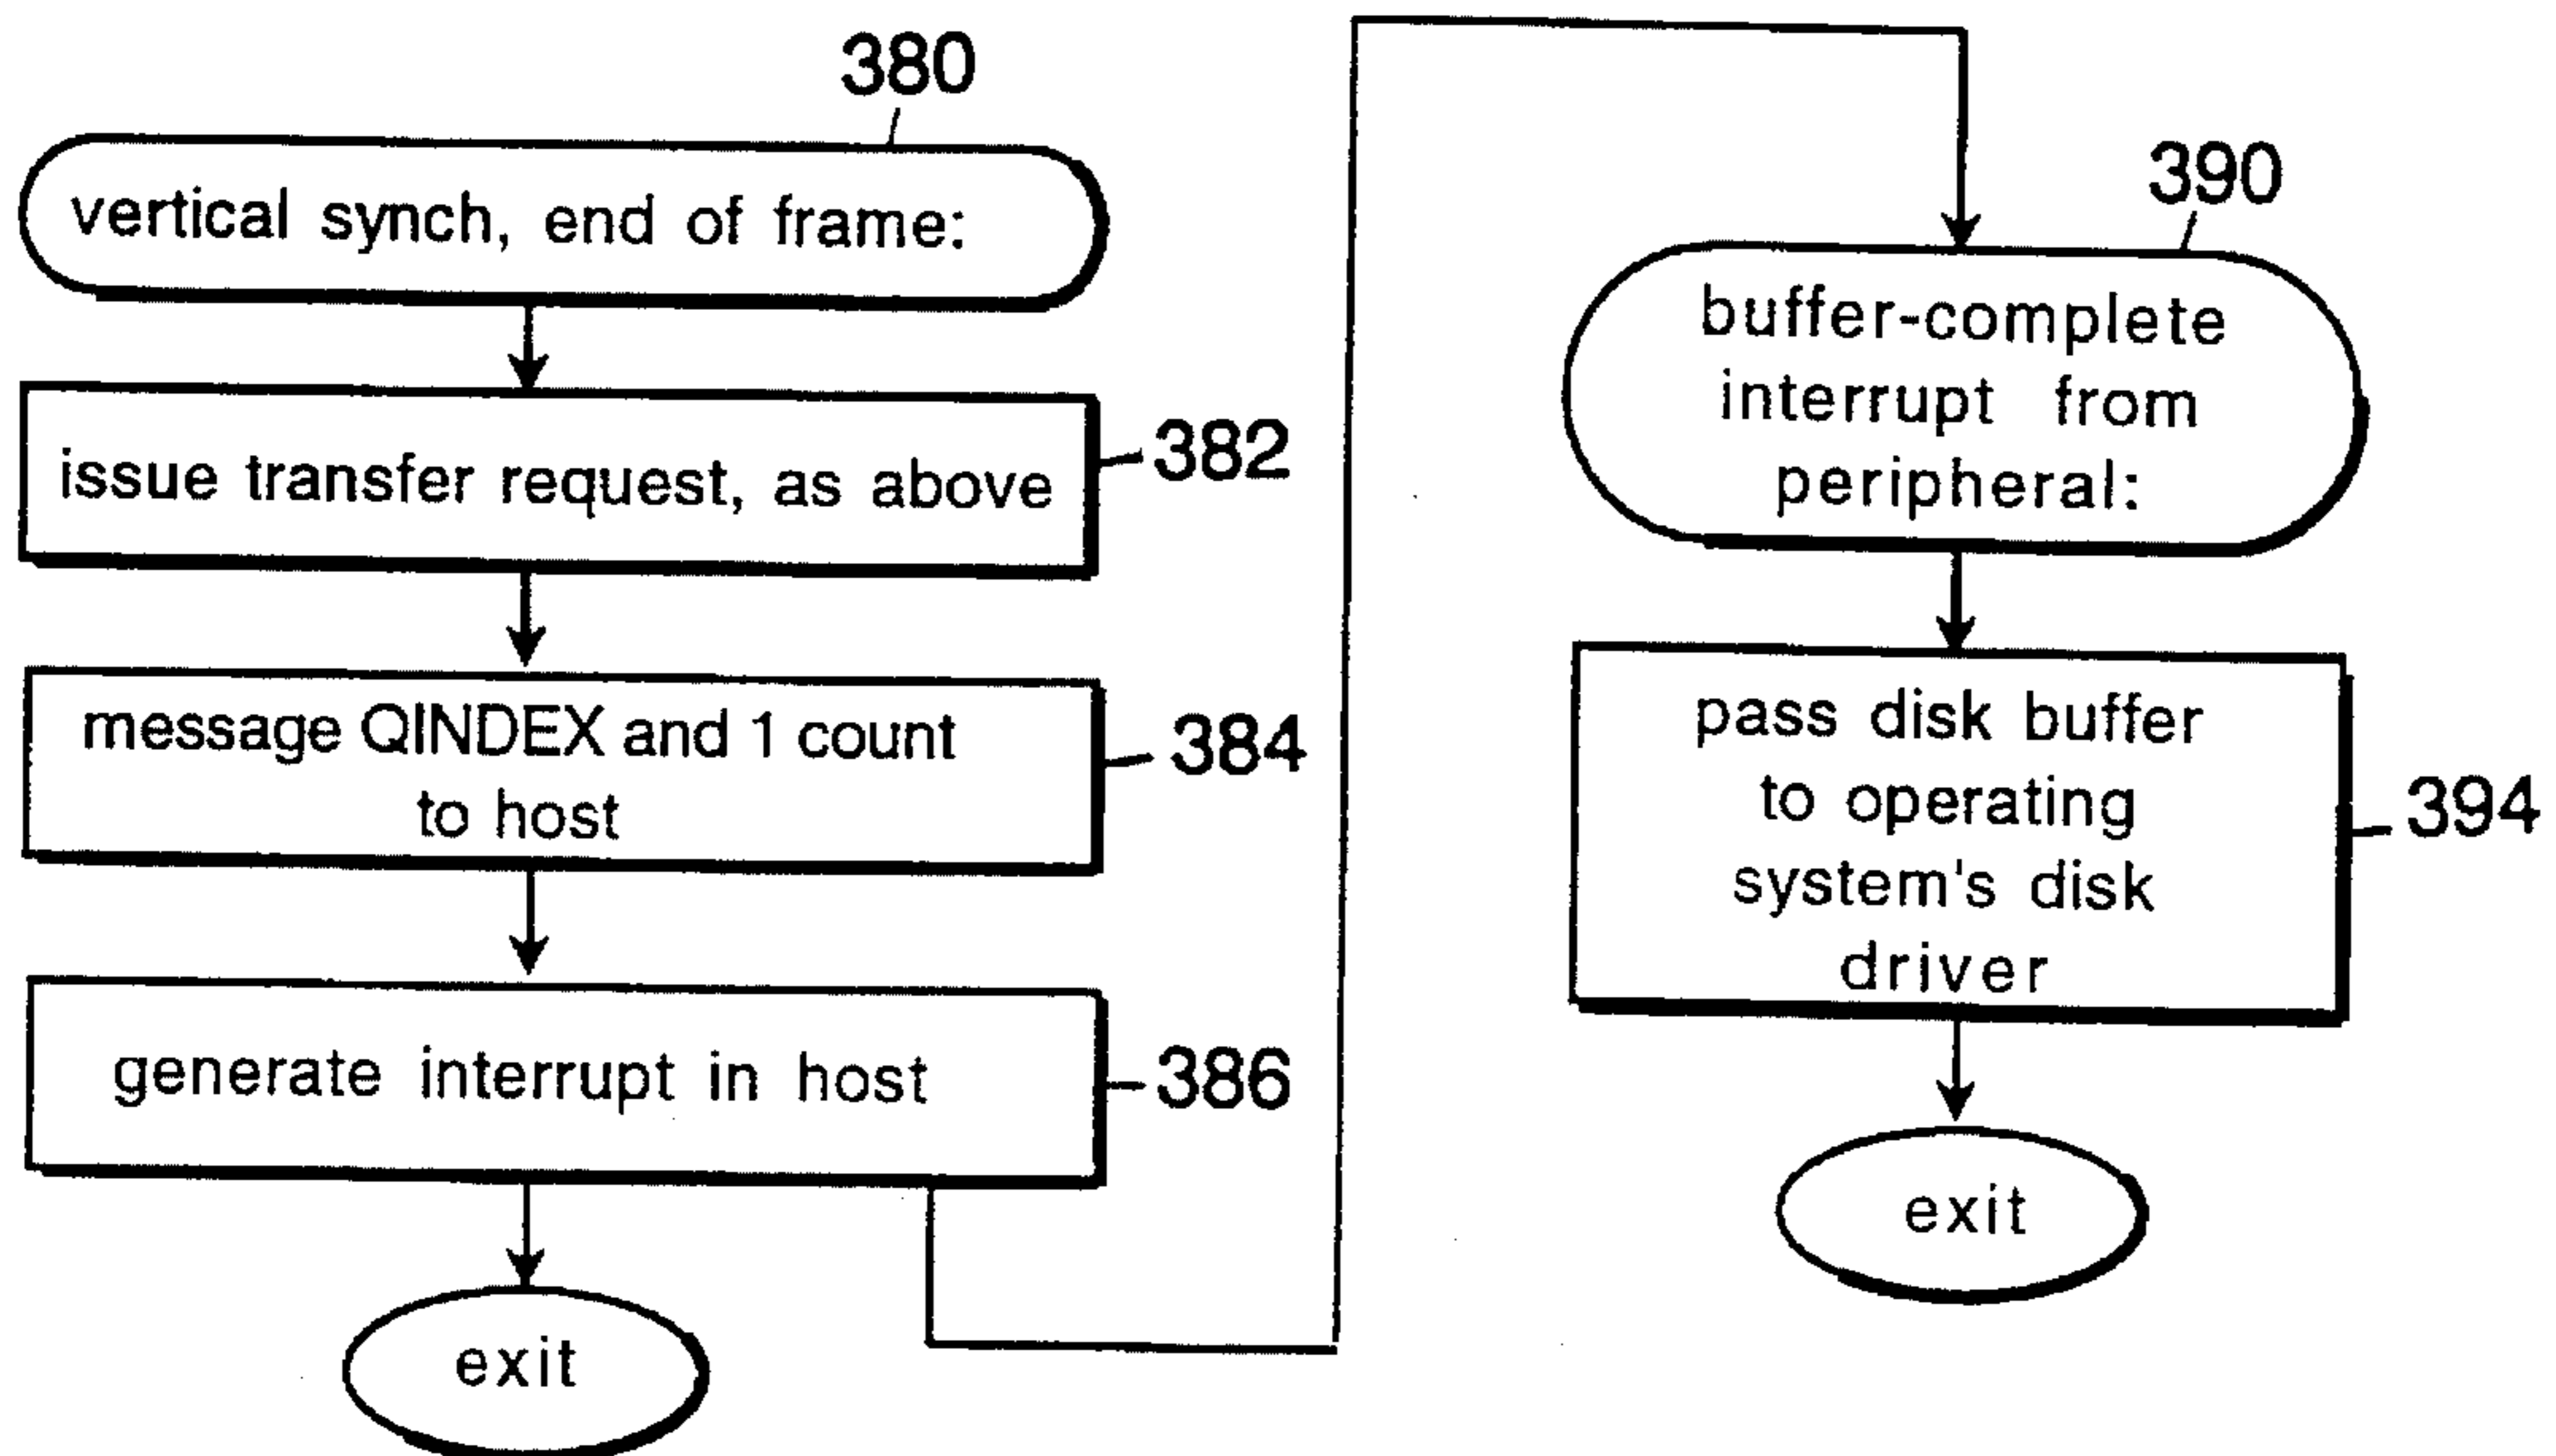 380
vertical synch, end of frame:
issue transfer request, as above
382
message QINDEX and 1 count
to host
384
generate interrupt in host
386
exit
390
buffer-complete
interrupt from
peripheral:
pass disk buffer
to operating
system's disk
driver
394
exit